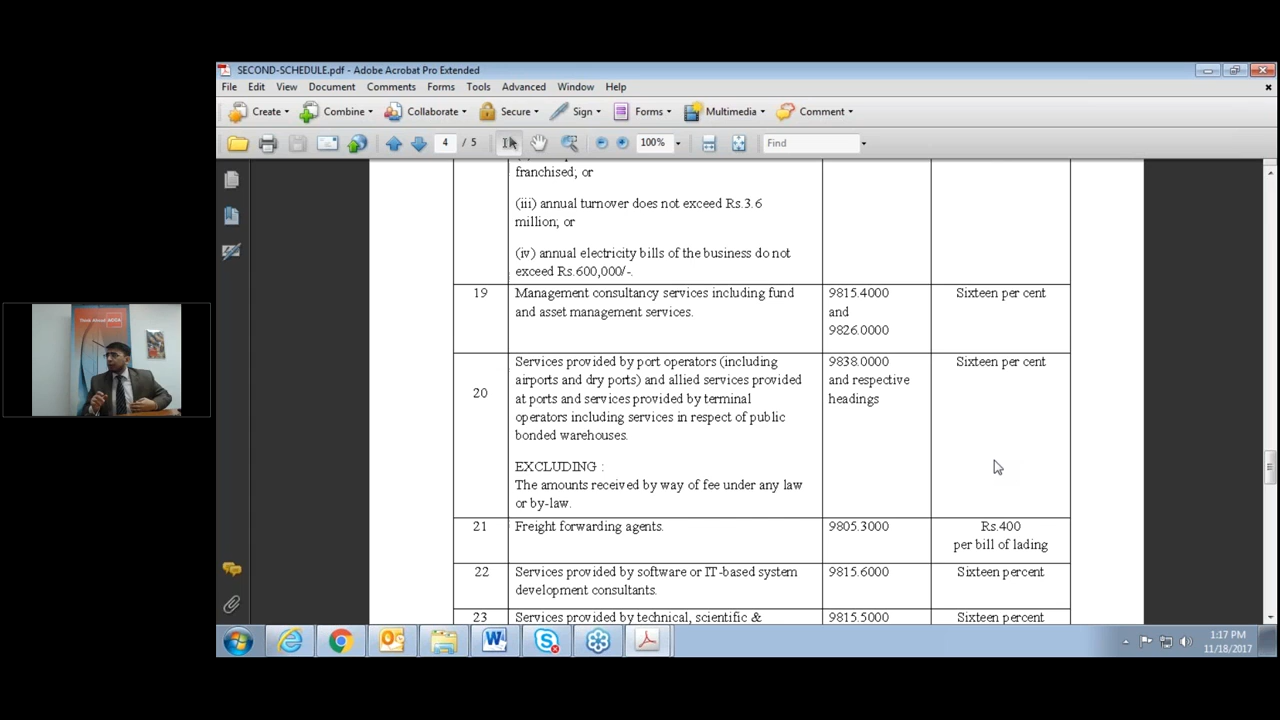 SECOND-SCHEDULE.pdf - Adobe Acrobat Pro Extended
File Edit View Document Comments Forms Tools Advanced Window Help
Create Combine Collaborate Secure Sign Forms Multimedia Comment
4 / 5 100% Find
franchised; or
(iii) annual turnover does not exceed Rs.3.6
million; or
(iv) annual electricity bills of the business do not
exceed Rs.600,000/-.
19 Management consultancy services including fund 9815.4000 Sixteen per cent
and asset management services. and
9826.0000
Services provided by port operators (including 9838.0000 Sixteen per cent
airports and dry ports) and allied services provided and respective
20 at ports and services provided by terminal headings
operators including services in respect of public
bonded warehouses.
EXCLUDING :
The amounts received by way of fee under any law
or by-law.
21 Freight forwarding agents. 9805.3000 Rs.400
per bill of lading
22 Services provided by software or IT-based system 9815.6000 Sixteen percent
development consultants.
23 Services provided by technical, scientific & 9815.5000 Sixteen percent
Think Ahead ACCA
1:17 PM
11/18/2017